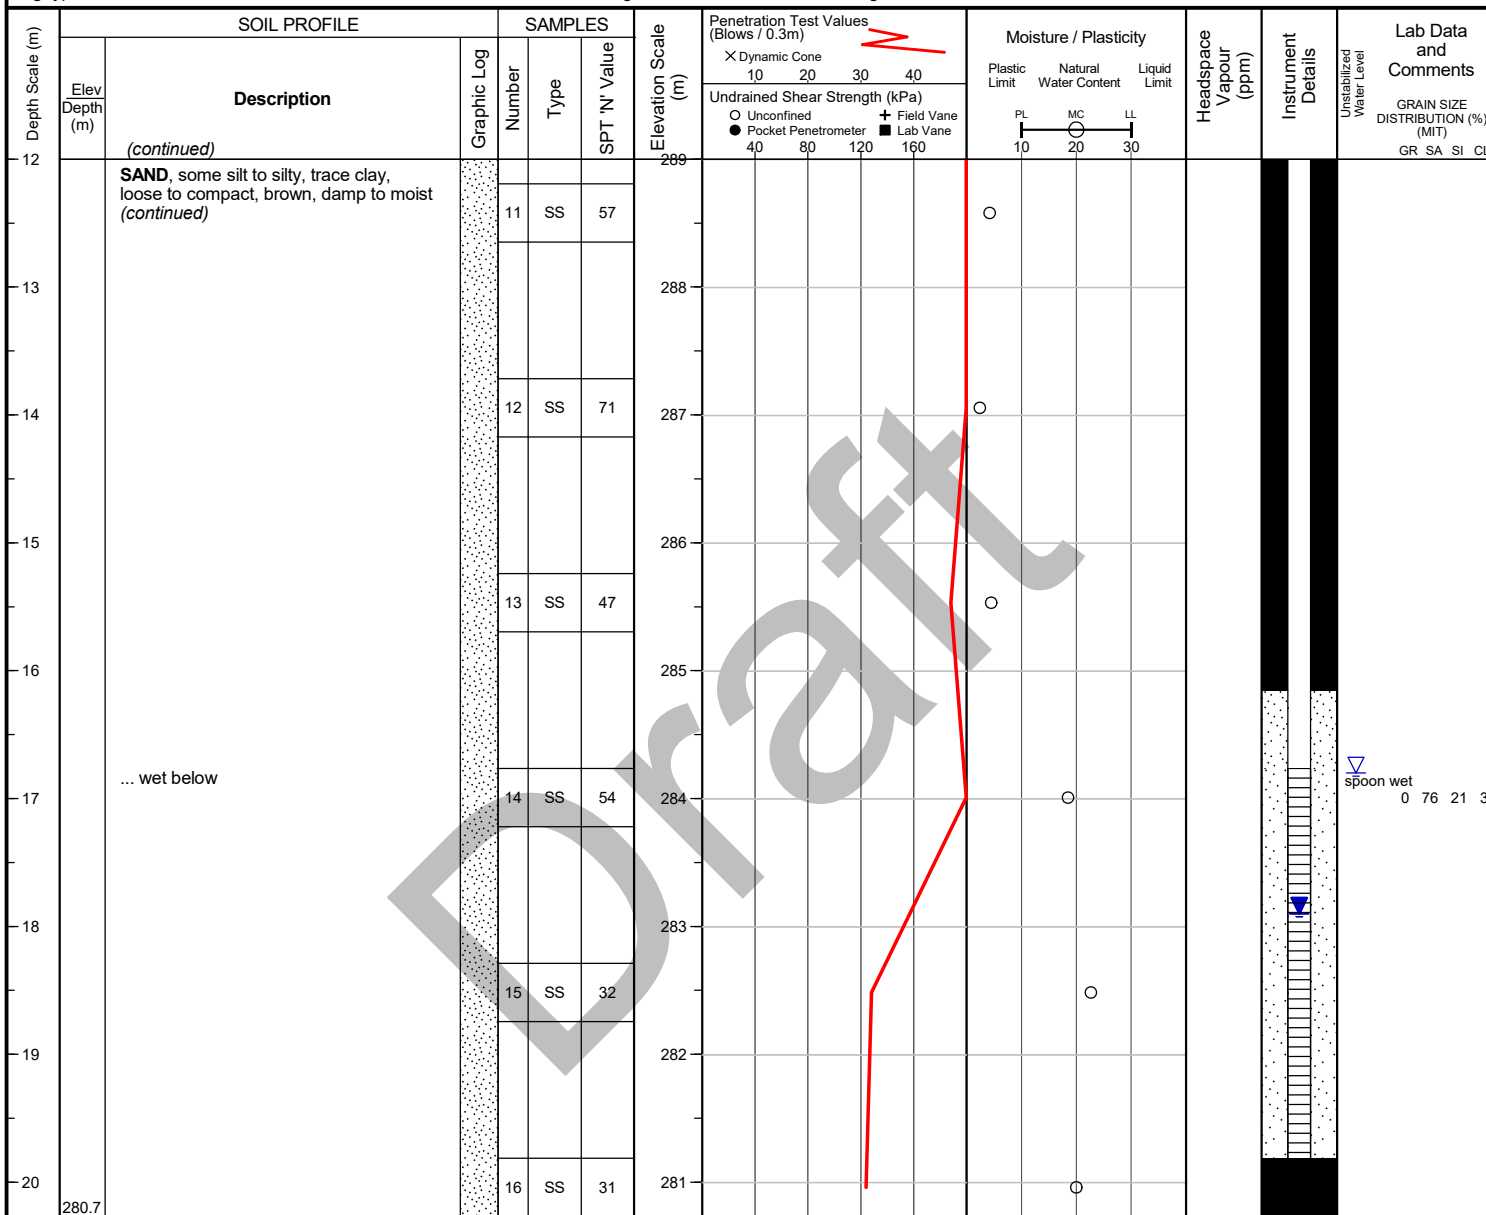 SOIL PROFILE
SAMPLES
Depth Scale (m)
Elev
Depth
(m)
Description
(continued)
Graphic Log
Number
Type
SPT 'N' Value
Elevation Scale
(m)
Penetration Test Values
(Blows / 0.3m)
X Dynamic Cone
10 20 30 40
Undrained Shear Strength (kPa)
Unconfined + Field Vane
Pocket Penetrometer Lab Vane
40 80 120 160
Moisture / Plasticity
Plastic Limit
Natural Water Content
Liquid Limit
PL MC LL
10 20 30
Headspace
Vapour
(ppm)
Instrument
Details
Unstabilized
Water Level
Lab Data
and
Comments
GRAIN SIZE
DISTRIBUTION (%)
(MIT)
GR SA SI CL
12 289
SAND, some silt to silty, trace clay,
loose to compact, brown, damp to moist
(continued)
11 SS 57
13 288
12 SS 71
14 287
15 286
13 SS 47
16 285
... wet below
spoon wet
14 SS 54
17 284
0 76 21 3
18 283
15 SS 32
19 282
20 281
16 SS 31
280.7
Draft